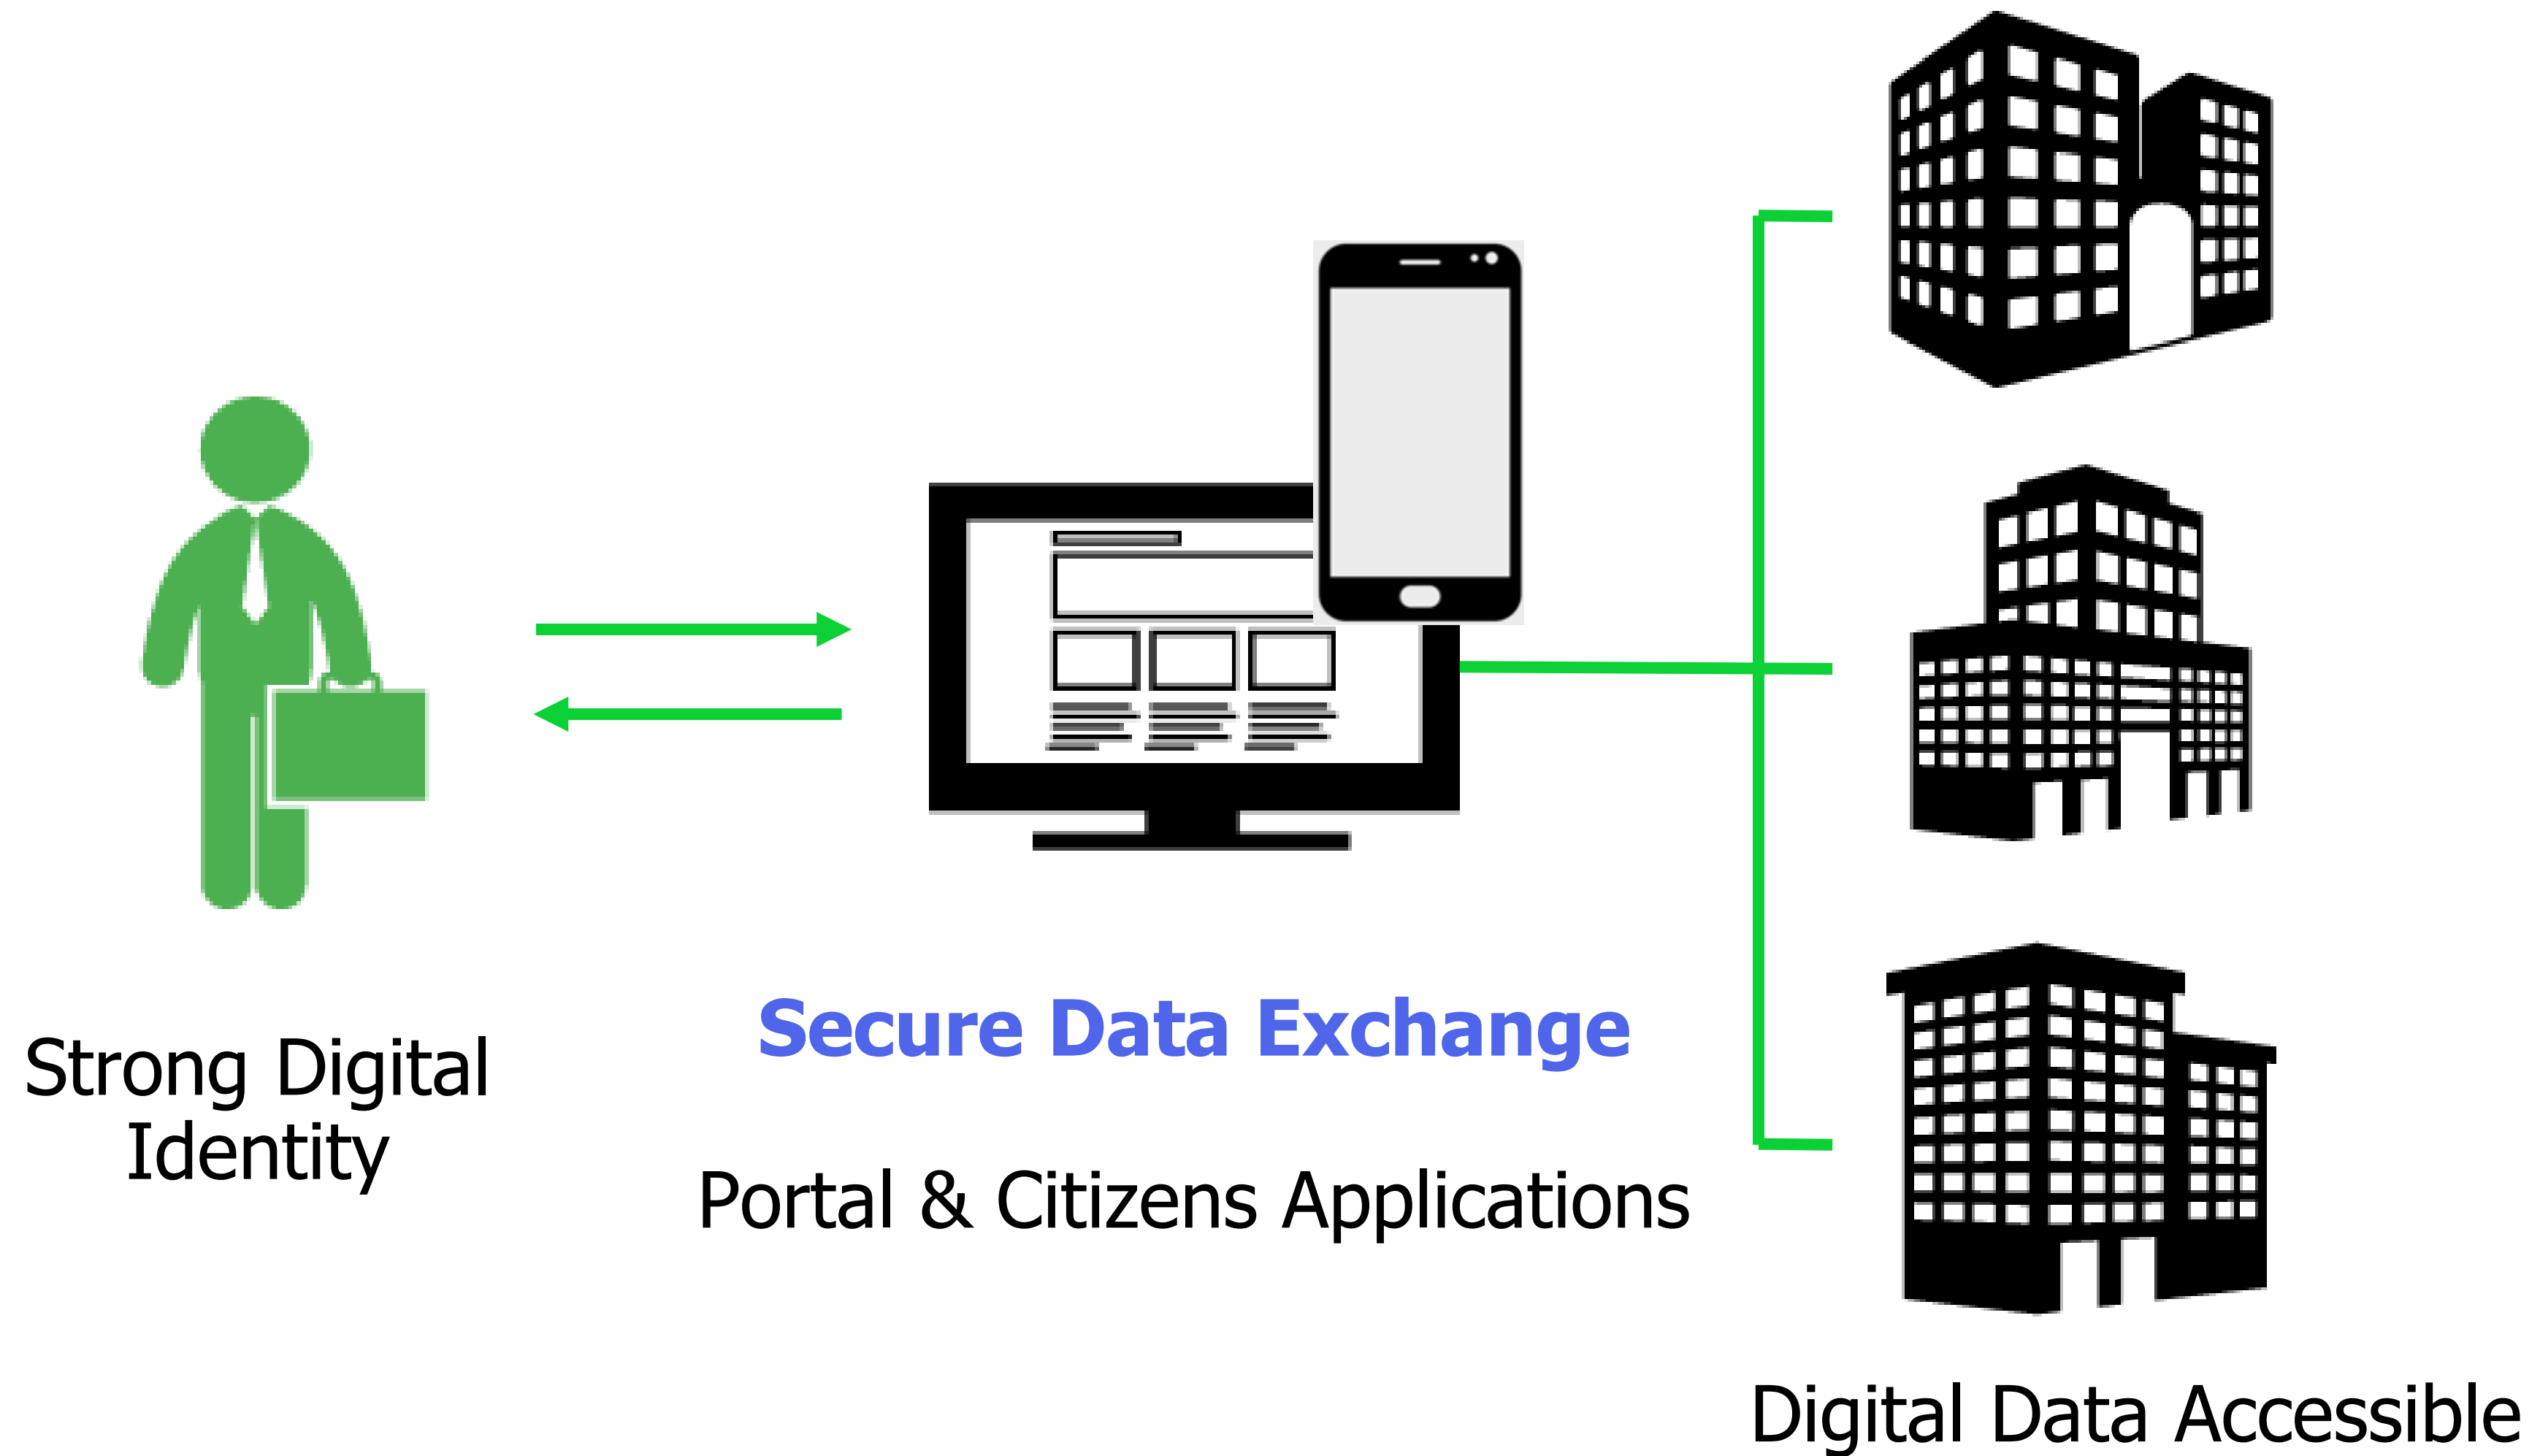 Strong Digital
Identity
Secure Data Exchange
Portal & Citizens Applications
Digital Data Accessible